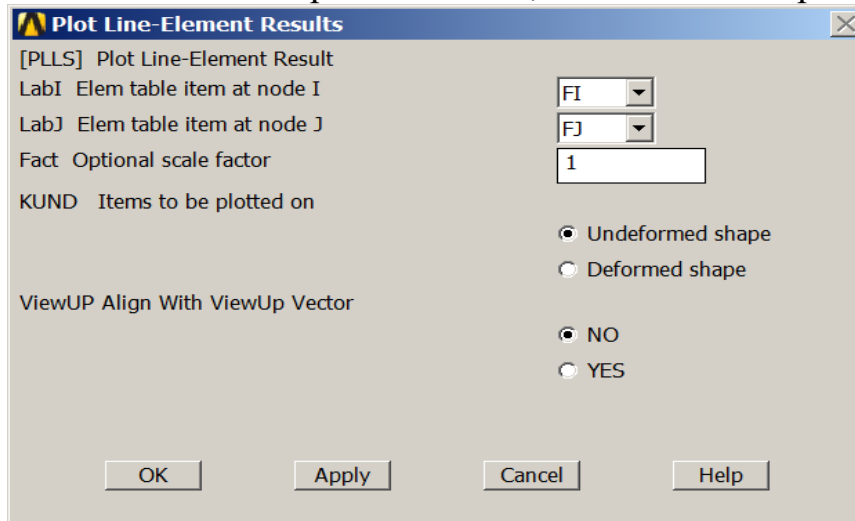 Plot Line-Element Results
[PLLS] Plot Line-Element Result
LabI Elem table item at node I FI
LabJ Elem table item at node J FJ
Fact Optional scale factor 1
KUND Items to be plotted on
Undeformed shape
Deformed shape
ViewUP Align With ViewUp Vector
NO
YES
OK Apply Cancel Help